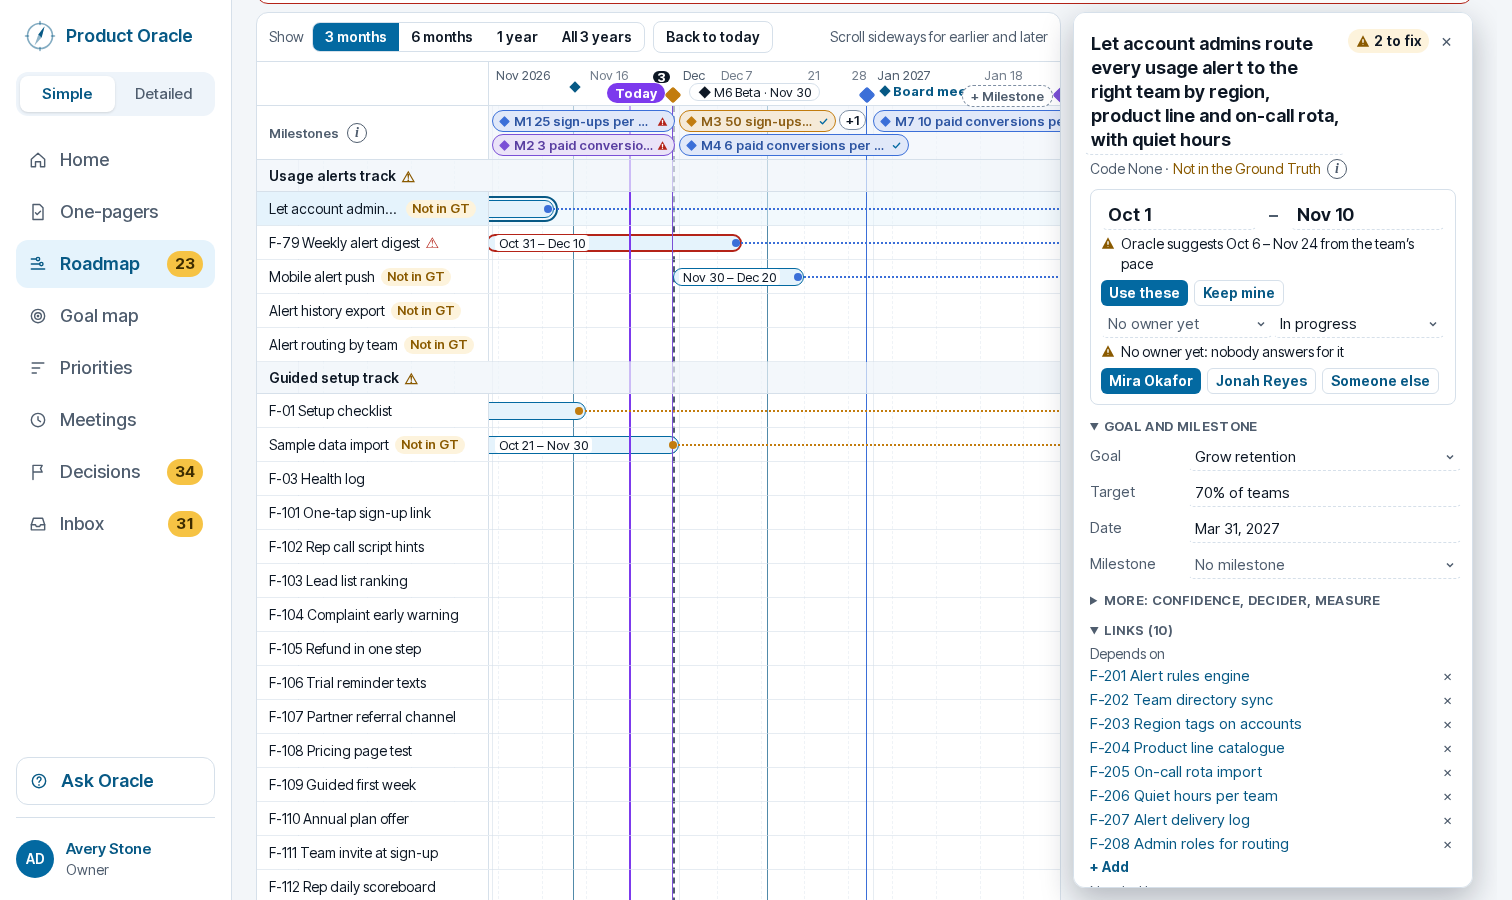 Product Oracle
Simple
Detailed
Home
One-pagers
Roadmap
23
Goal map
Priorities
Meetings
Decisions
34
Inbox
31
Ask Oracle
AD
Avery Stone
Owner
Show
3 months
6 months
1 year
All 3 years
Back to today
Scroll sideways for earlier and later
Nov 2026
Nov 16
3
Dec
Dec 7
21
28
Jan 2027
Jan 18
Today
M6 Beta · Nov 30
Board mee
+ Milestone
Milestones
i
M1 25 sign-ups per ...
M3 50 sign-ups...
+1
M7 10 paid conversions pe
M2 3 paid conversio...
M4 6 paid conversions per ...
Usage alerts track
Let account admin...
Not in GT
F-79 Weekly alert digest
Oct 31 – Dec 10
Mobile alert push
Not in GT
Nov 30 – Dec 20
Alert history export
Not in GT
Alert routing by team
Not in GT
Guided setup track
F-01 Setup checklist
Sample data import
Not in GT
Oct 21 – Nov 30
F-03 Health log
F-101 One-tap sign-up link
F-102 Rep call script hints
F-103 Lead list ranking
F-104 Complaint early warning
F-105 Refund in one step
F-106 Trial reminder texts
F-107 Partner referral channel
F-108 Pricing page test
F-109 Guided first week
F-110 Annual plan offer
F-111 Team invite at sign-up
F-112 Rep daily scoreboard
Let account admins route
every usage alert to the
right team by region,
product line and on-call rota,
with quiet hours
2 to fix
×
Code None · Not in the Ground Truth
i
Oct 1
–
Nov 10
Oracle suggests Oct 6 – Nov 24 from the team's
pace
Use these
Keep mine
No owner yet
In progress
No owner yet: nobody answers for it
Mira Okafor
Jonah Reyes
Someone else
GOAL AND MILESTONE
Goal
Grow retention
Target
70% of teams
Date
Mar 31, 2027
Milestone
No milestone
MORE: CONFIDENCE, DECIDER, MEASURE
LINKS (10)
Depends on
F-201 Alert rules engine ×
F-202 Team directory sync ×
F-203 Region tags on accounts ×
F-204 Product line catalogue ×
F-205 On-call rota import ×
F-206 Quiet hours per team ×
F-207 Alert delivery log ×
F-208 Admin roles for routing ×
+ Add